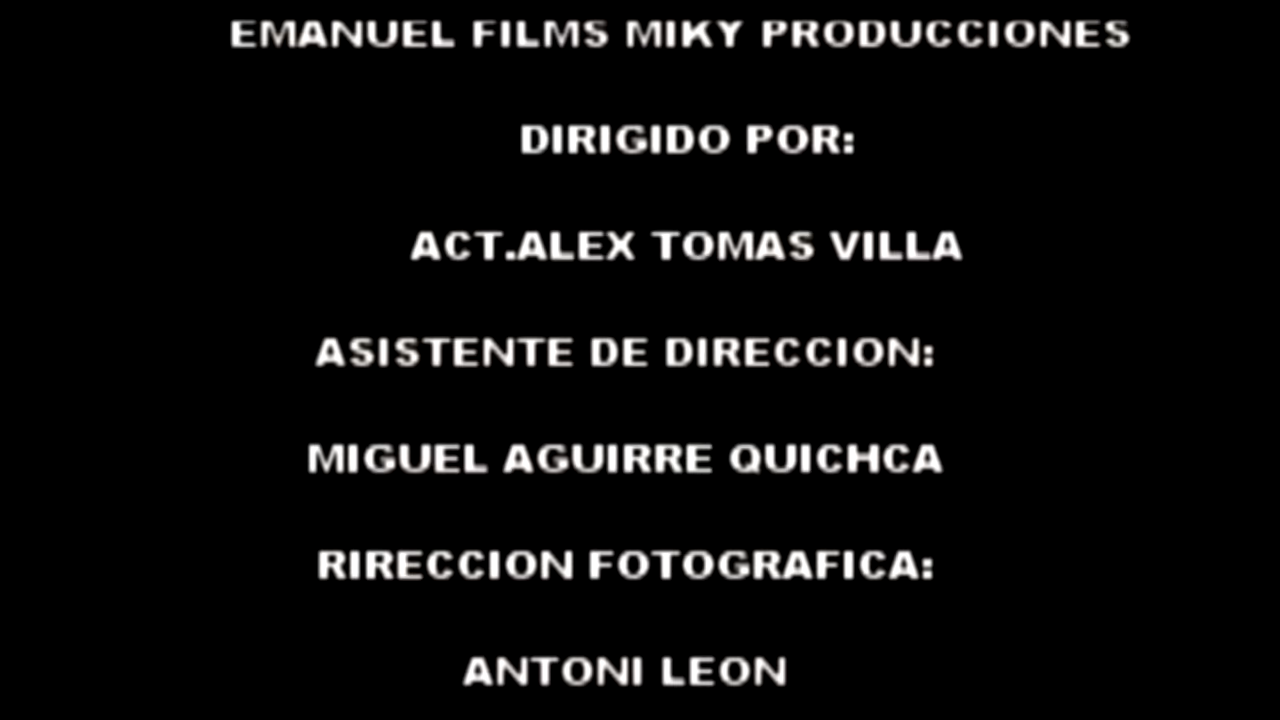 EMANUEL FILMS MIKY PRODUCCIONES
DIRIGIDO POR:
ACT.ALEX TOMAS VILLA
ASISTENTE DE DIRECCION:
MIGUEL AGUIRRE QUICHCA
RIRECCION FOTOGRAFICA:
ANTONI LEON